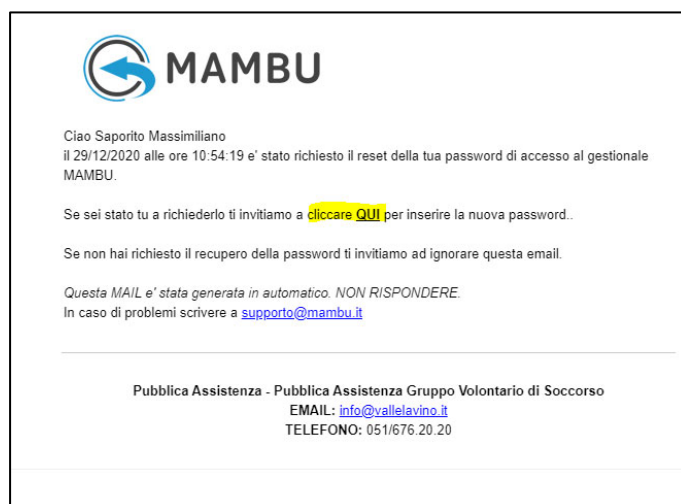 MAMBU
Ciao Saporito Massimiliano
il 29/12/2020 alle ore 10:54:19 e' stato richiesto il reset della tua password di accesso al gestionale
MAMBU.
Se sei stato tu a richiederlo ti invitiamo a cliccare QUI per inserire la nuova password..
Se non hai richiesto il recupero della password ti invitiamo ad ignorare questa email.
Questa MAIL e' stata generata in automatico. NON RISPONDERE.
In caso di problemi scrivere a supporto@mambu.it
Pubblica Assistenza - Pubblica Assistenza Gruppo Volontario di Soccorso
EMAIL: info@vallelavino.it
TELEFONO: 051/676.20.20